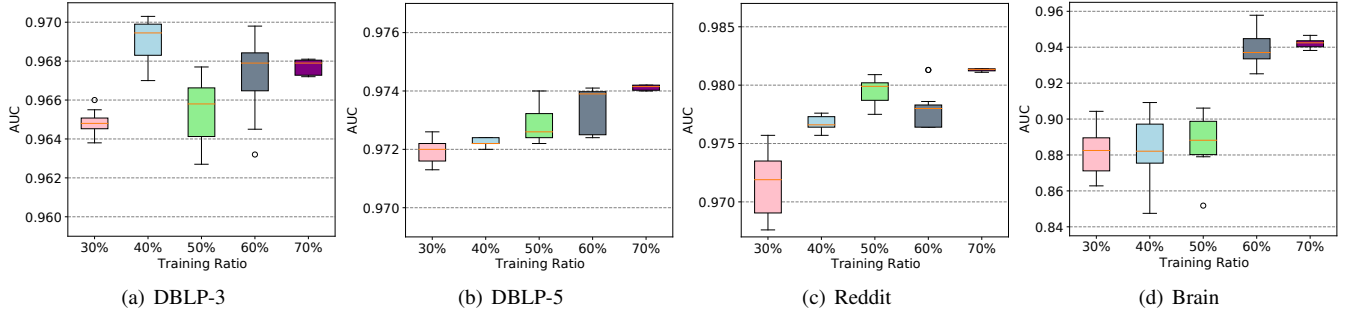 0.970
0.968
0.966
0.964
0.962
0.960
AUC
30% 40% 50% 60% 70%
Training Ratio
(a) DBLP-3
0.976
0.974
0.972
0.970
AUC
30% 40% 50% 60% 70%
Training Ratio
(b) DBLP-5
0.985
0.980
0.975
0.970
AUC
30% 40% 50% 60% 70%
Training Ratio
(c) Reddit
0.96
0.94
0.92
0.90
0.88
0.86
0.84
AUC
30% 40% 50% 60% 70%
Training Ratio
(d) Brain